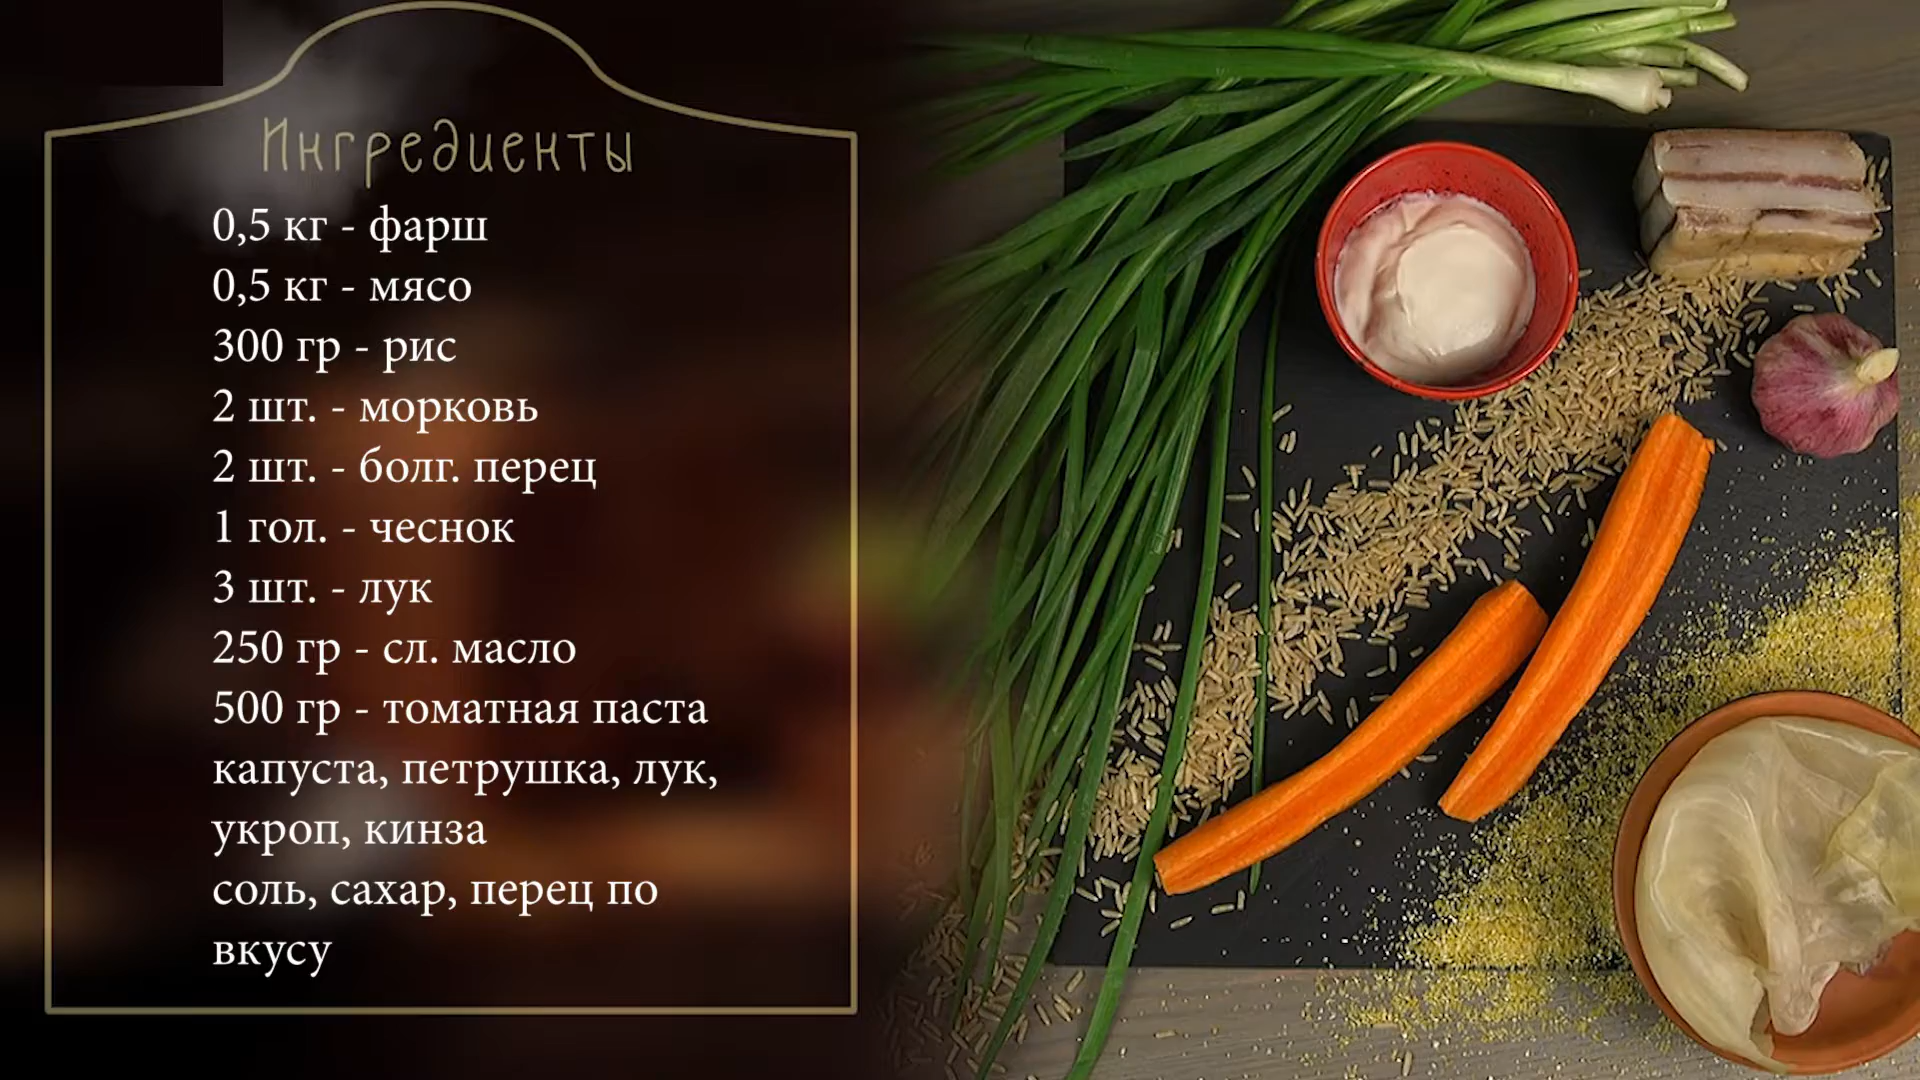 Ингредиенты
0,5 кг - фарш
0,5 кг - мясо
300 гр - рис
2 шт. - морковь
2 шт. - болг. перец
1 гол. - чеснок
3 шт. - лук
250 гр - сл. масло
500 гр - томатная паста
капуста, петрушка, лук,
укроп, кинза
соль, сахар, перец по
вкусу